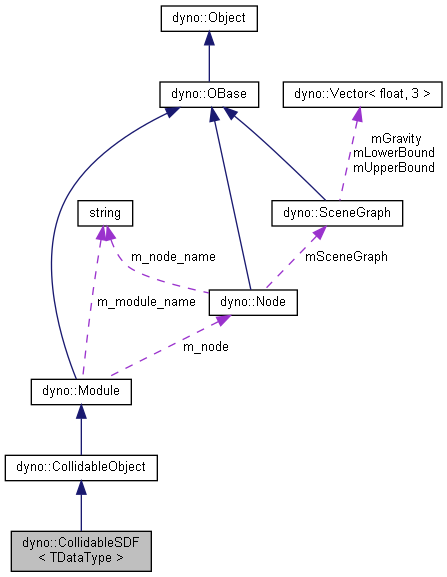 dyno::Object
dyno::OBase
dyno::Vector< float, 3 >
mGravity
mLowerBound
mUpperBound
string
dyno::SceneGraph
m_node_name
mSceneGraph
m_module_name
dyno::Node
m_node
dyno::Module
dyno::CollidableObject
dyno::CollidableSDF
< TDataType >